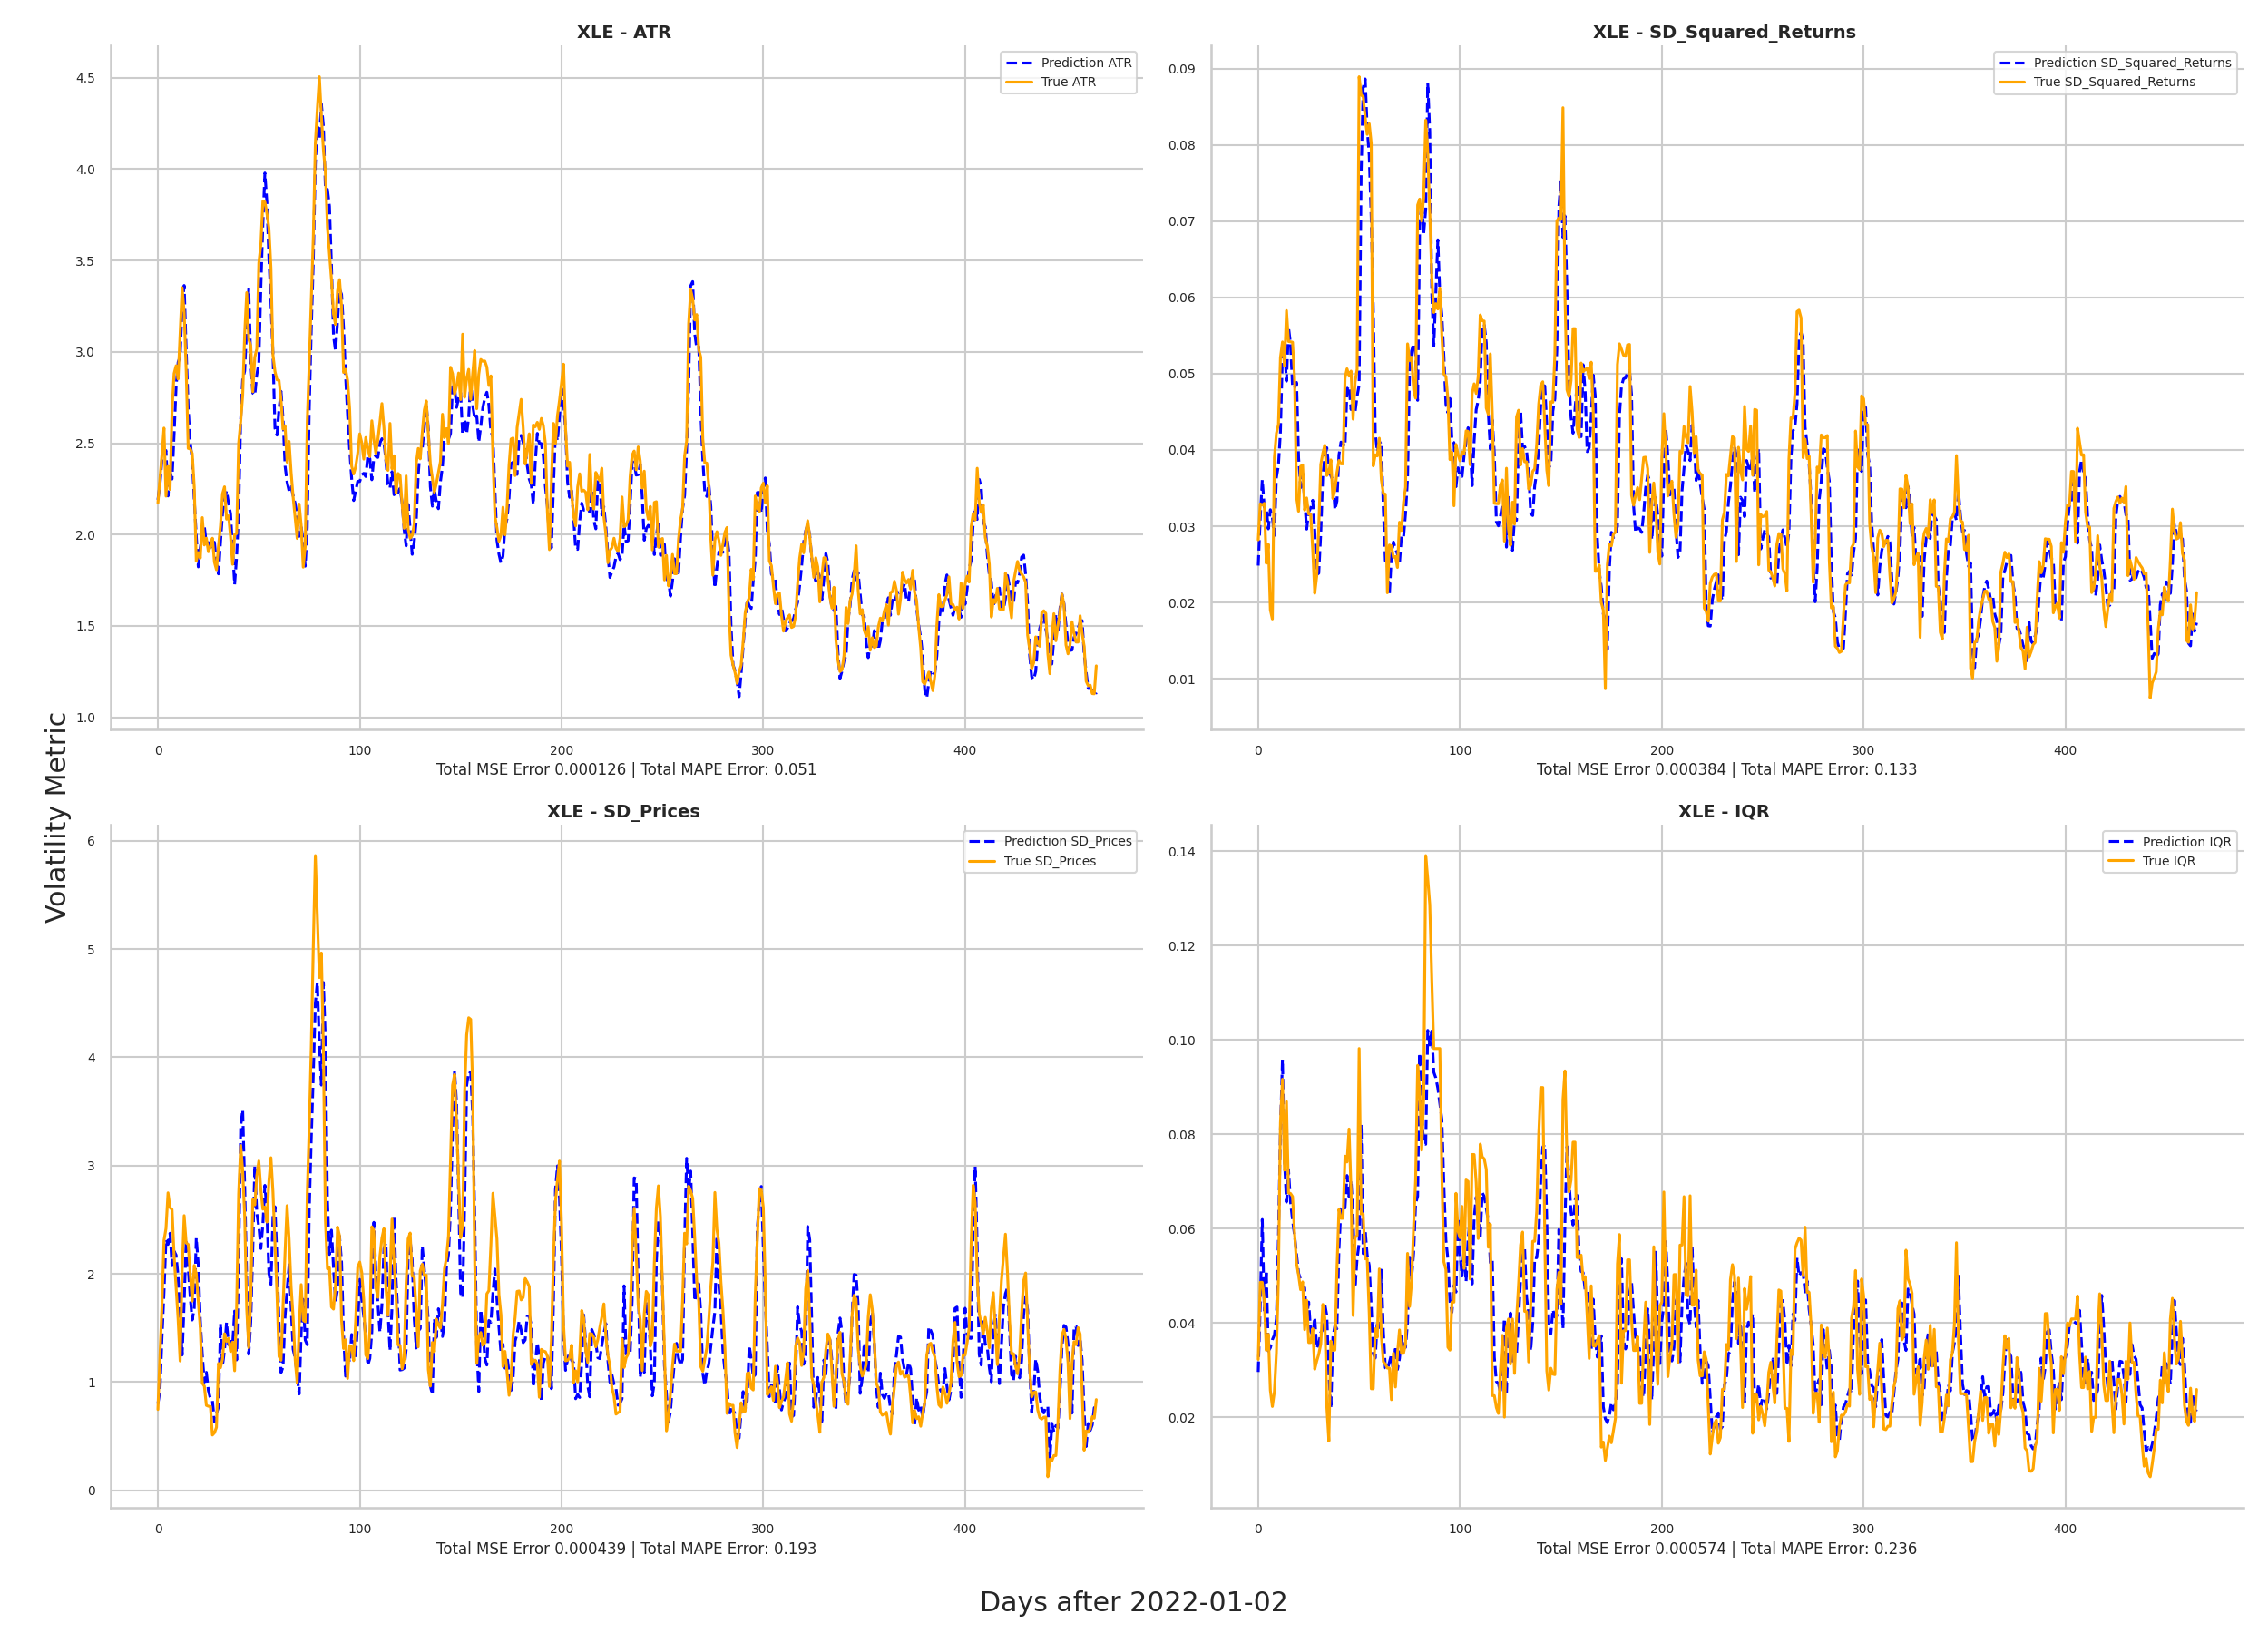 XLE - ATR
Prediction ATR
True ATR
4.5
4.0
3.5
3.0
2.5
2.0
1.5
1.0
0
100
200
300
400
Total MSE Error 0.000126 | Total MAPE Error: 0.051
XLE - SD_Squared_Returns
Prediction SD_Squared_Returns
True SD_Squared_Returns
0.09
0.08
0.07
0.06
0.05
0.04
0.03
0.02
0.01
0
100
200
300
400
Total MSE Error 0.000384 | Total MAPE Error: 0.133
Volatility Metric
XLE - SD_Prices
Prediction SD_Prices
True SD_Prices
6
5
4
3
2
1
0
0
100
200
300
400
Total MSE Error 0.000439 | Total MAPE Error: 0.193
XLE - IQR
Prediction IQR
True IQR
0.14
0.12
0.10
0.08
0.06
0.04
0.02
0
100
200
300
400
Total MSE Error 0.000574 | Total MAPE Error: 0.236
Days after 2022-01-02